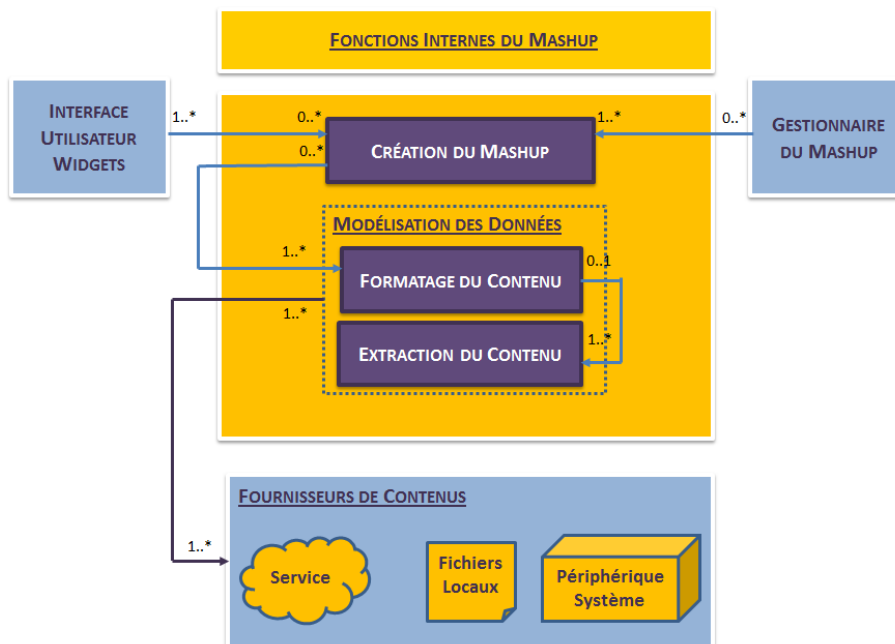 FONCTIONS INTERNES DU MASHUP
INTERFACE
UTILISATEUR
WIDGETS
1..*
0..*
0..*
CRÉATION DU MASHUP
1..*
0..*
GESTIONNAIRE
DU MASHUP
MODÉLISATION DES DONNÉES
1..*
FORMATAGE DU CONTENU
0..1
1..*
EXTRACTION DU CONTENU
1..*
FOURNISSEURS DE CONTENUS
1..*
Service
Fichiers
Locaux
Périphérique
Système